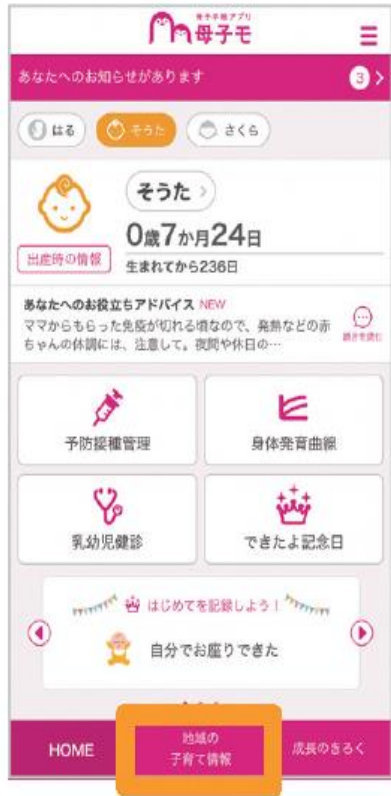 母子手帳アプリ
母子モ
あなたへのお知らせがあります 3
はる そうた さくら
そうた
0歳7か月24日
出産時の情報
生まれてから236日
あなたへのお役立ちアドバイス NEW
ママからもらった免疫が切れる頃なので、発熱などの赤
ちゃんの体調には、注意して。夜間や休日の…
続きを読む
予防接種管理
身体発育曲線
乳幼児健診
できたよ記念日
はじめてを記録しよう!
自分でお座りできた
HOME
地域の
子育て情報
成長のきろく